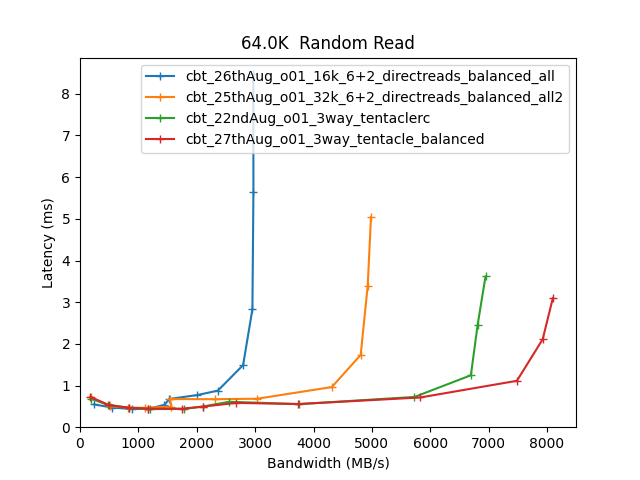 64.0K  Random Read
cbt_26thAug_o01_16k_6+2_directreads_balanced_all
cbt_25thAug_o01_32k_6+2_directreads_balanced_all2
cbt_22ndAug_o01_3way_tentaclerc
cbt_27thAug_o01_3way_tentacle_balanced
Latency (ms)
8
7
6
5
4
3
2
1
0
0 1000 2000 3000 4000 5000 6000 7000 8000
Bandwidth (MB/s)